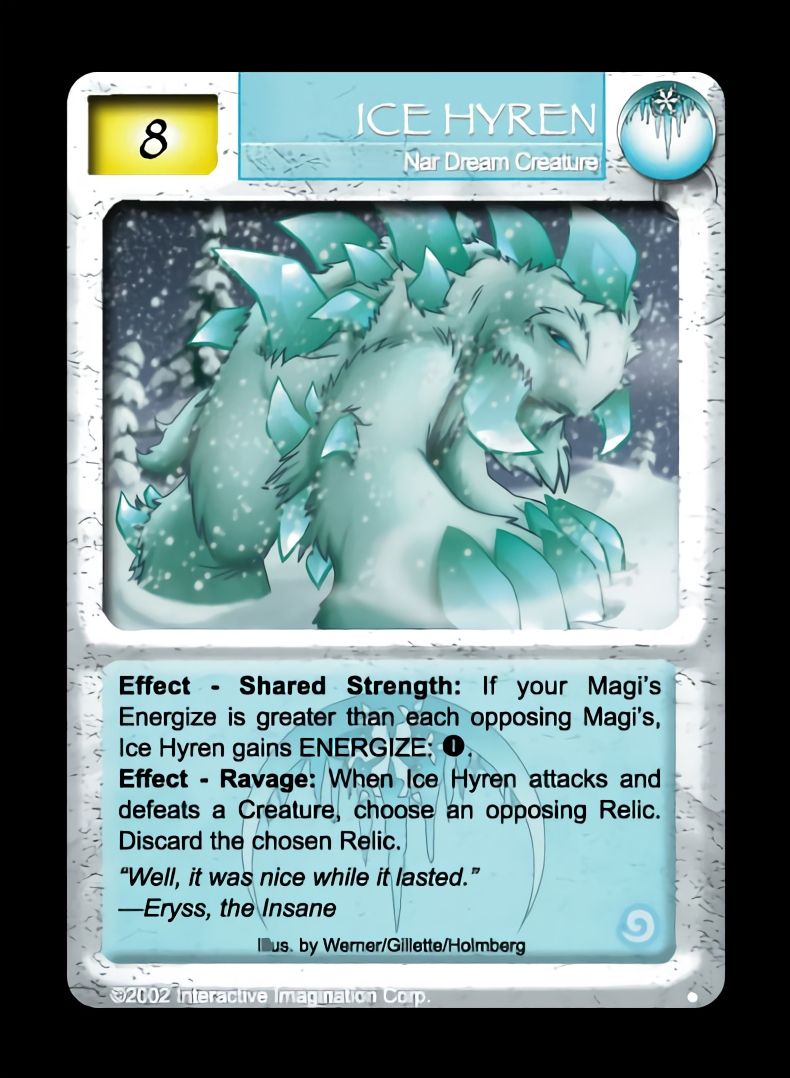 8
ICE HYREN
Nar Dream Creature
Effect - Shared Strength: If your Magi's
Energize is greater than each opposing Magi's,
Ice Hyren gains ENERGIZE: 1.
Effect - Ravage: When Ice Hyren attacks and
defeats a Creature, choose an opposing Relic.
Discard the chosen Relic.
“Well, it was nice while it lasted.”
—Eryss, the Insane
Illus. by Werner/Gillette/Holmberg
©2002 Interactive Imagination Corp.